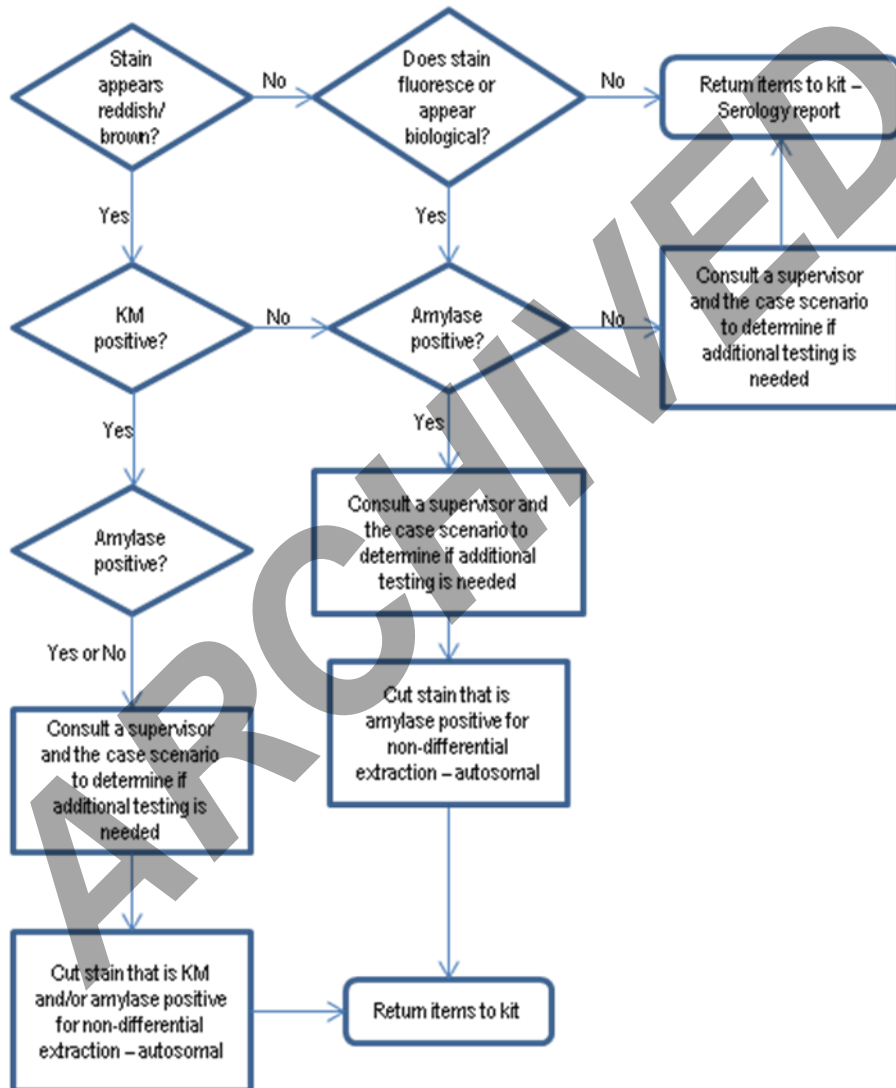 Stain
appears
reddish/
brown?
No
Does stain
fluoresce or
appear
biological?
No
Return items to kit –
Serology report
Yes
Yes
KM
positive?
No
Amylase
positive?
No
Consult a supervisor
and the case scenario
to determine if
additional testing is
needed
Yes
Yes
Amylase
positive?
Consult a supervisor and
the case scenario to
determine if additional
testing is needed
Yes or No
Consult a supervisor
and the case scenario
to determine if
additional testing is
needed
Cut stain that is
amylase positive for
non-differential
extraction – autosomal
Cut stain that is KM
and/or amylase positive
for non-differential
extraction – autosomal
Return items to kit
ARCHIVED